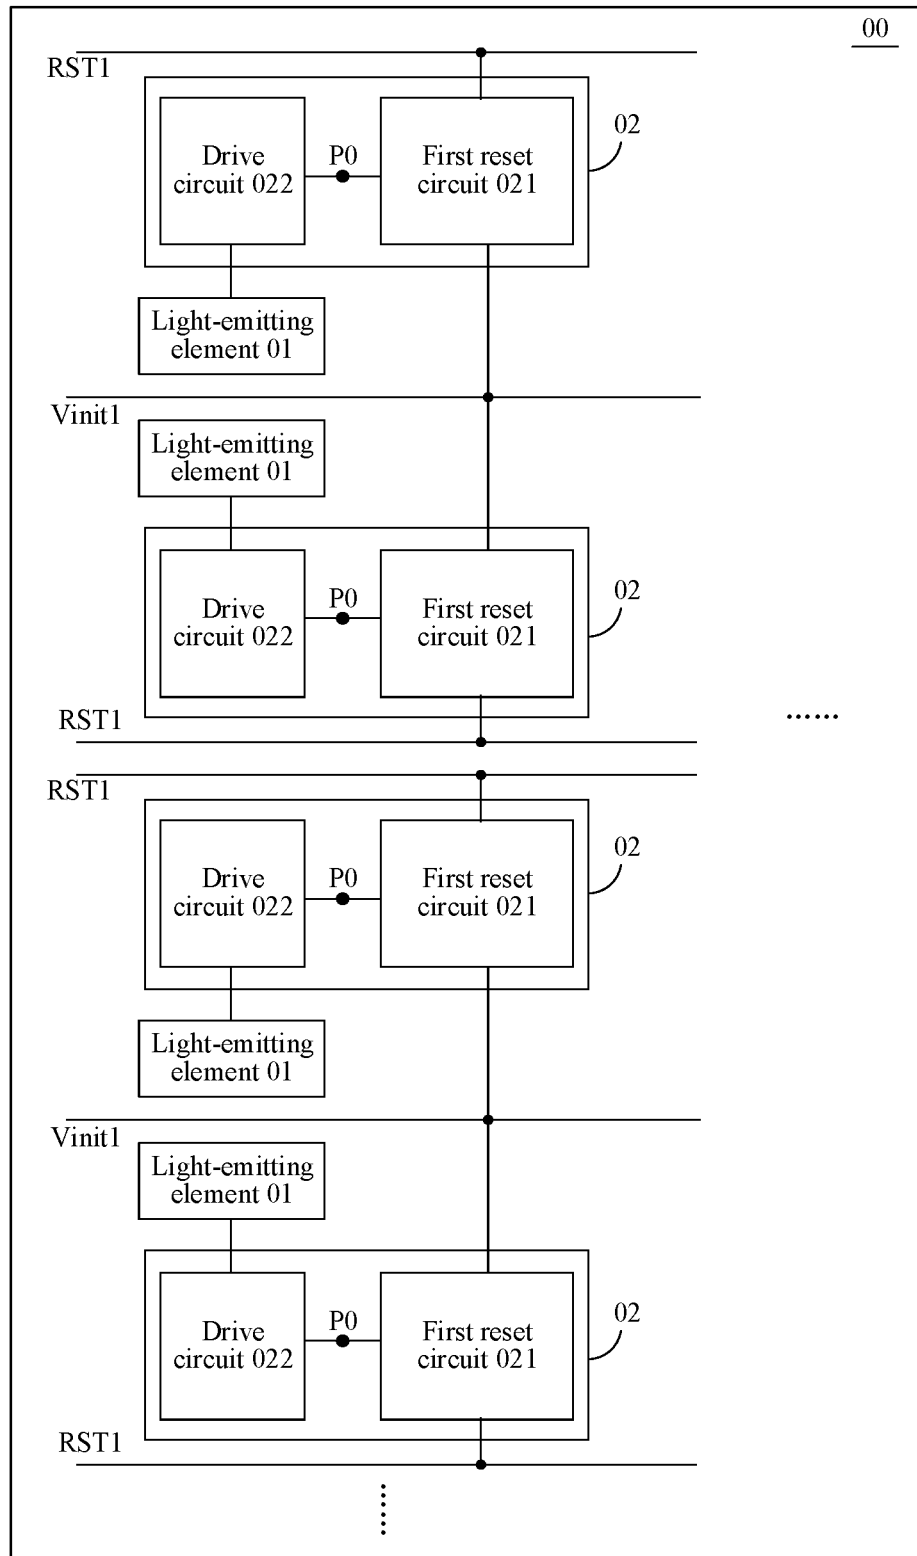 00
RST1
Drive
circuit 022
P0
First reset
circuit 021
02
Light-emitting
element 01
Vinit1
Light-emitting
element 01
Drive
circuit 022
P0
First reset
circuit 021
02
RST1
......
RST1
Drive
circuit 022
P0
First reset
circuit 021
02
Light-emitting
element 01
Vinit1
Light-emitting
element 01
Drive
circuit 022
P0
First reset
circuit 021
02
RST1
......